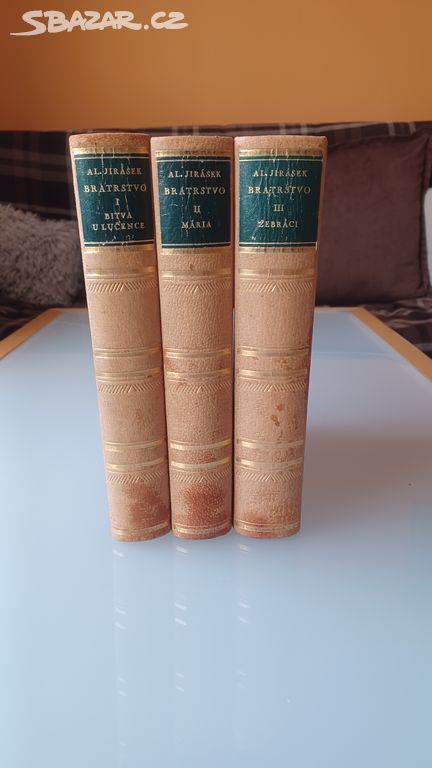 SBAZAR.CZ
AL. JIRÁSEK
BRATRSTVO
I
BITVA
U LUČENCE
AL. JIRÁSEK
BRATRSTVO
II
MÁRIA
AL. JIRÁSEK
BRATRSTVO
III
ŽEBRÁCI